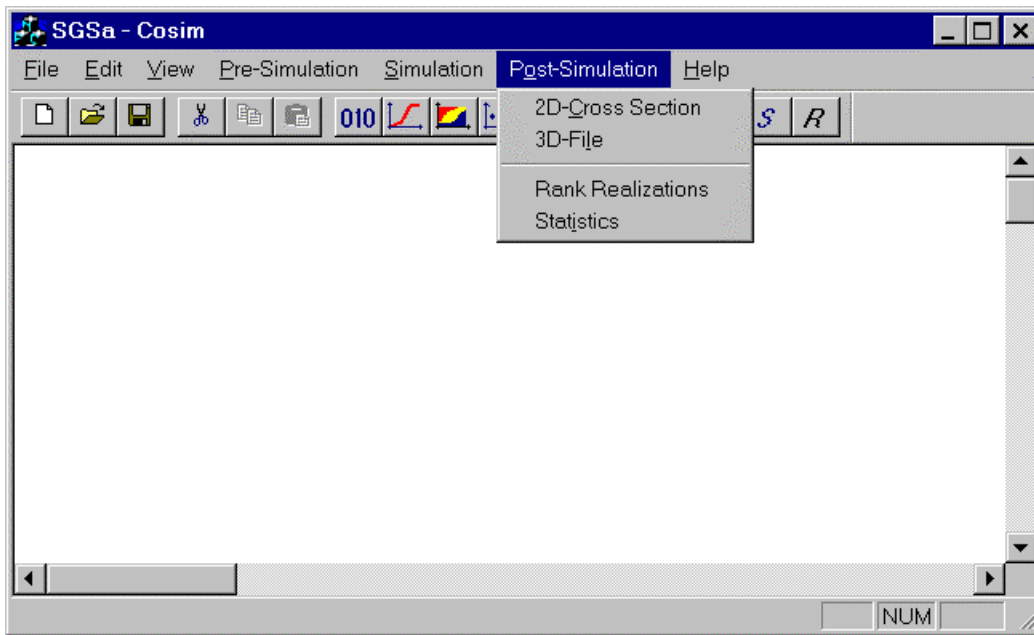 SGSa - Cosim
File Edit View Pre-Simulation Simulation Post-Simulation Help
010 S R
2D-Cross Section
3D-File
Rank Realizations
Statistics
NUM